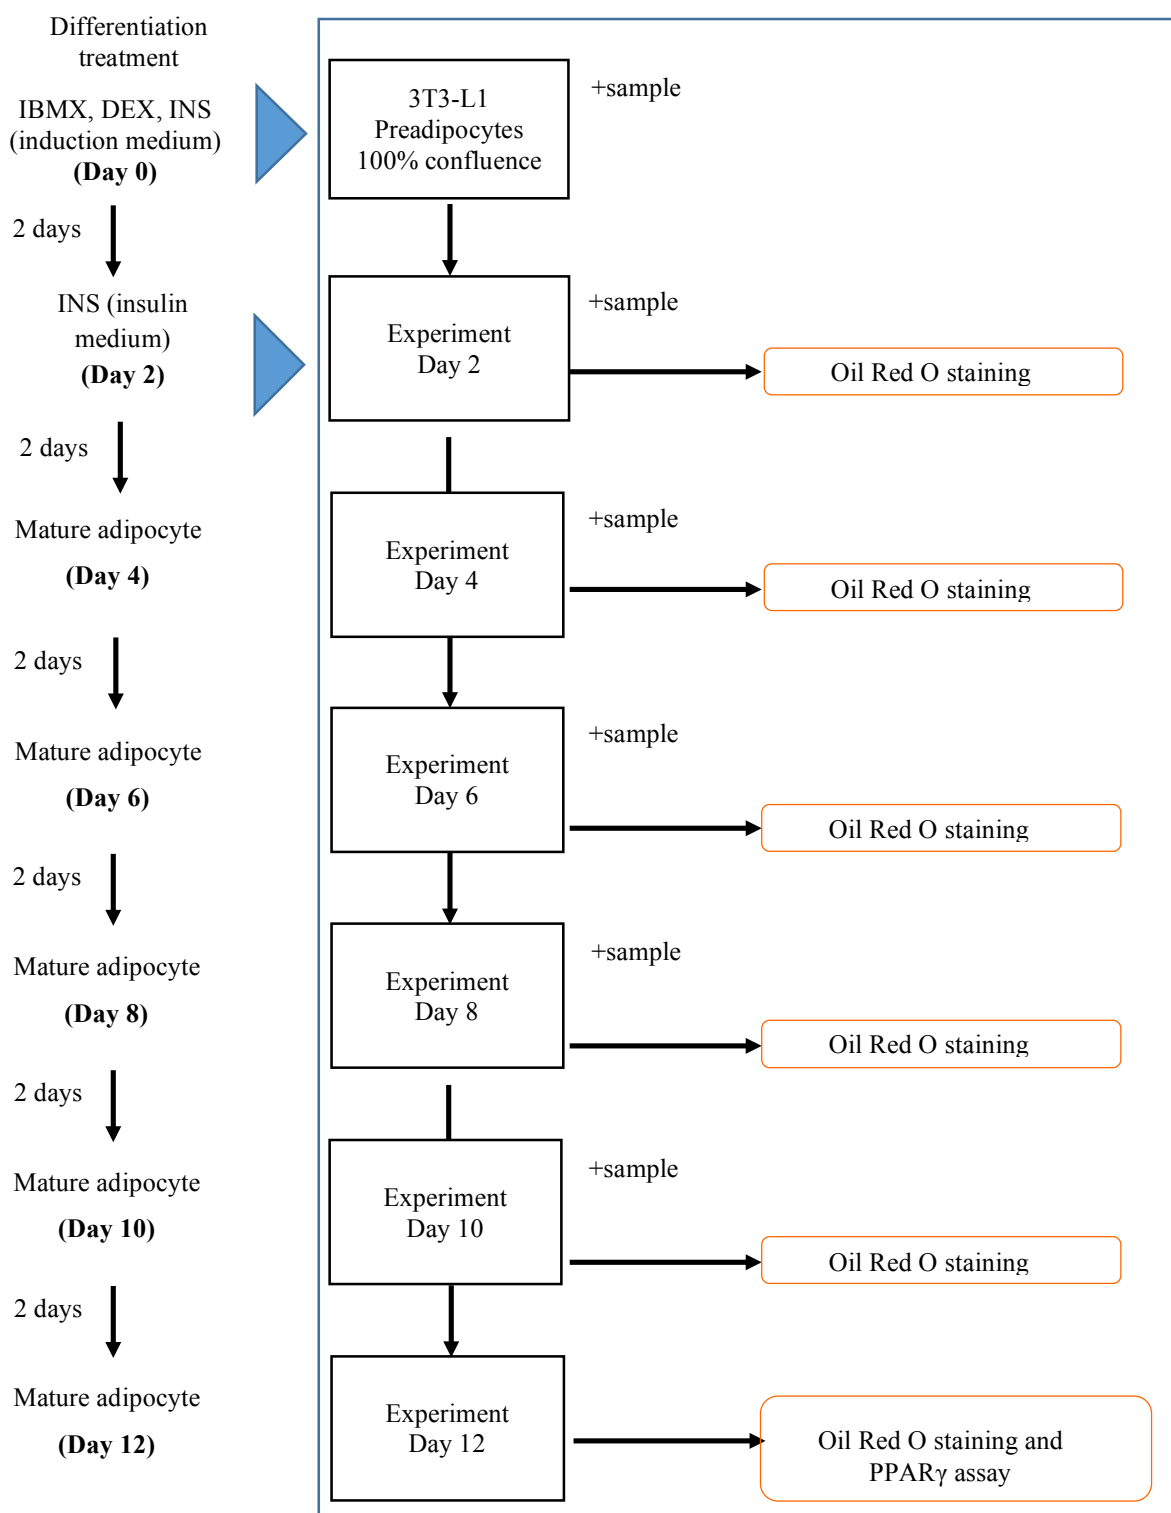 Differentiation
treatment
IBMX, DEX, INS
(induction medium)
(Day 0)
3T3-L1
Preadipocytes
100% confluence
+sample
2 days
INS (insulin
medium)
(Day 2)
Experiment
Day 2
+sample
Oil Red O staining
2 days
Mature adipocyte
(Day 4)
Experiment
Day 4
+sample
Oil Red O staining
2 days
Mature adipocyte
(Day 6)
Experiment
Day 6
+sample
Oil Red O staining
2 days
Mature adipocyte
(Day 8)
Experiment
Day 8
+sample
Oil Red O staining
2 days
Mature adipocyte
(Day 10)
Experiment
Day 10
+sample
Oil Red O staining
2 days
Mature adipocyte
(Day 12)
Experiment
Day 12
Oil Red O staining and
PPARγ assay